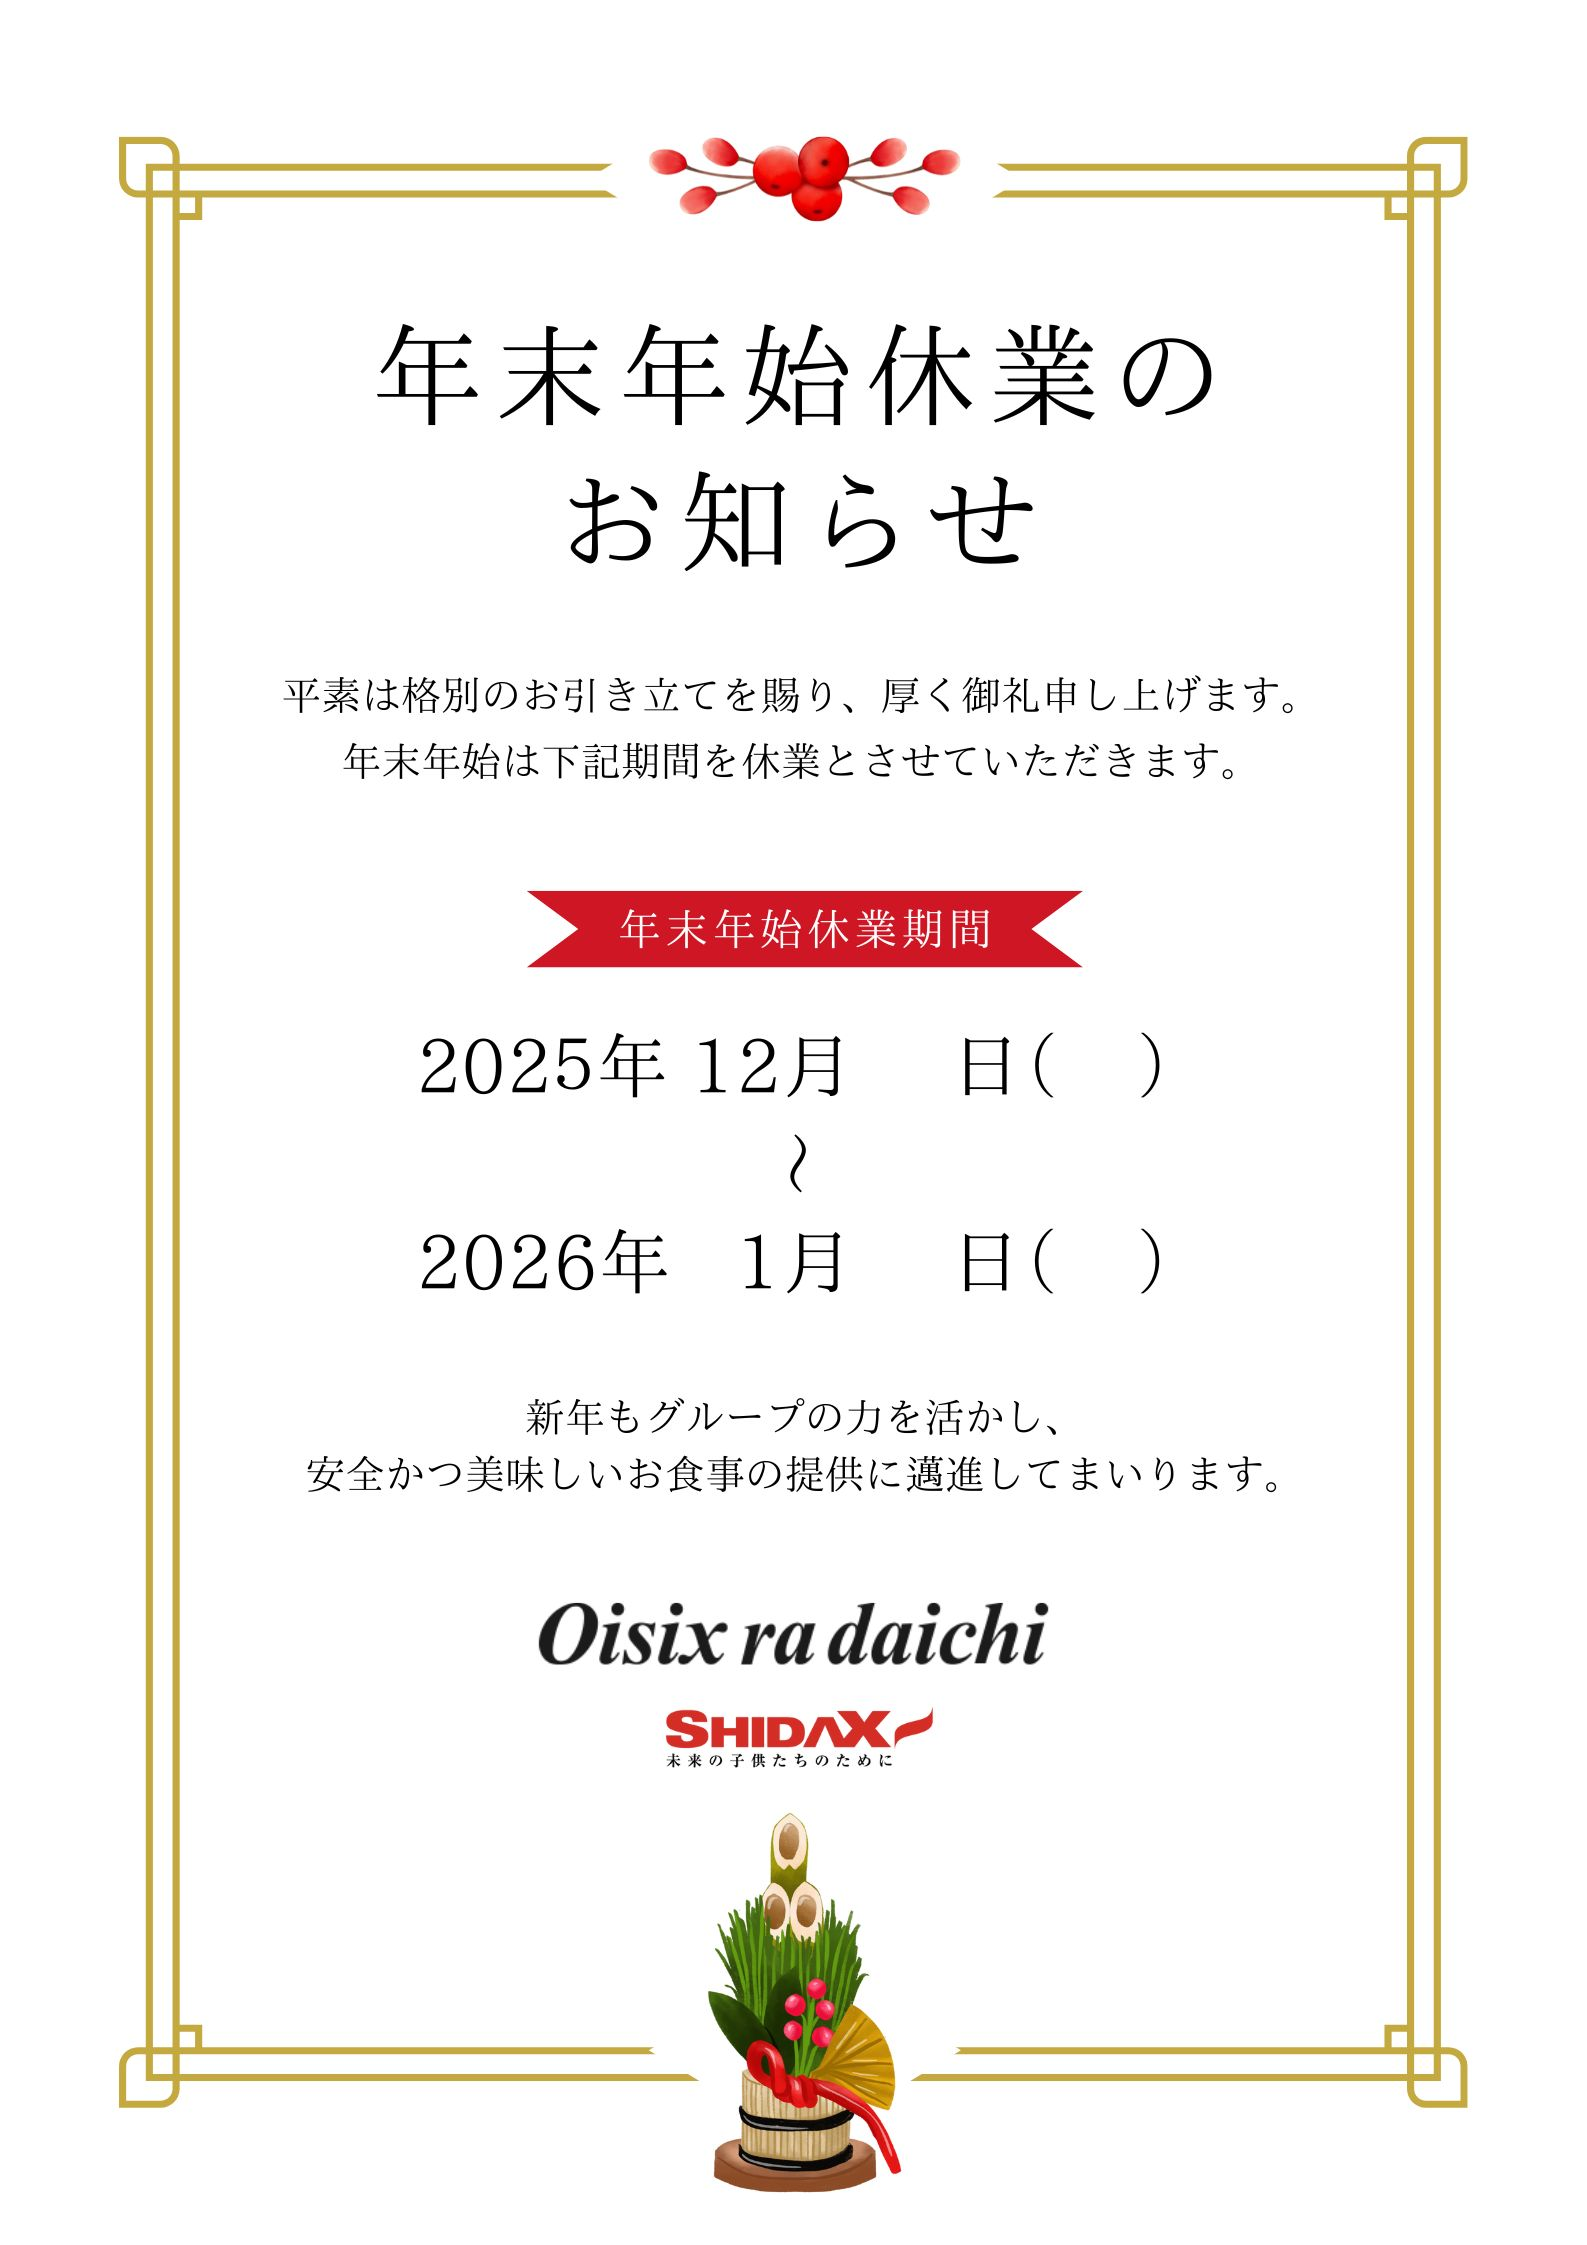 年末年始休業の
お知らせ
平素は格別のお引き立てを賜り、厚く御礼申し上げます。
年末年始は下記期間を休業とさせていただきます。
年末年始休業期間
2025年 12月　　日(　)
〜
2026年　1月　　日(　)
新年もグループの力を活かし、
安全かつ美味しいお食事の提供に邁進してまいります。
Oisix ra daichi
SHIDAX
未来の子供たちのために